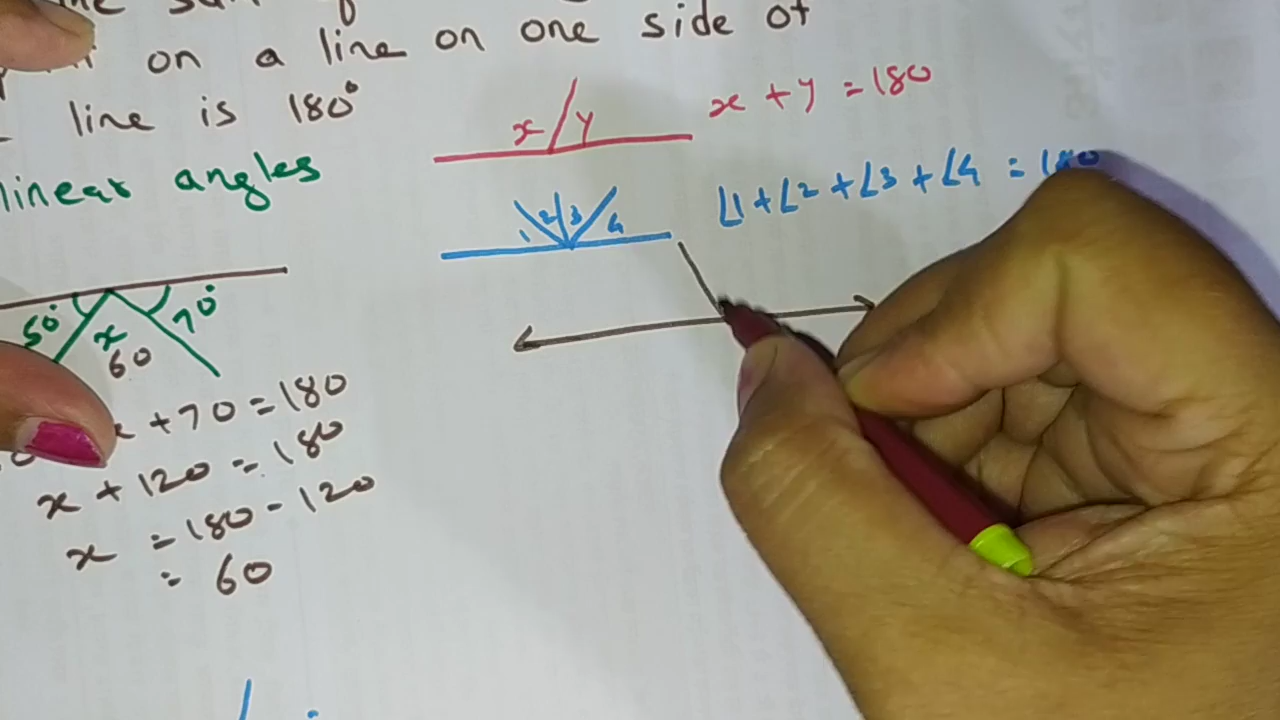 on a line on one side of
line is 180°
linear angles
x y x + y = 180
1 2 3 4 ∠1 + ∠2 + ∠3 + ∠4 = 180
50° x 70°
60
x + 70 = 180
x + 120 = 180
x = 180 - 120
= 60